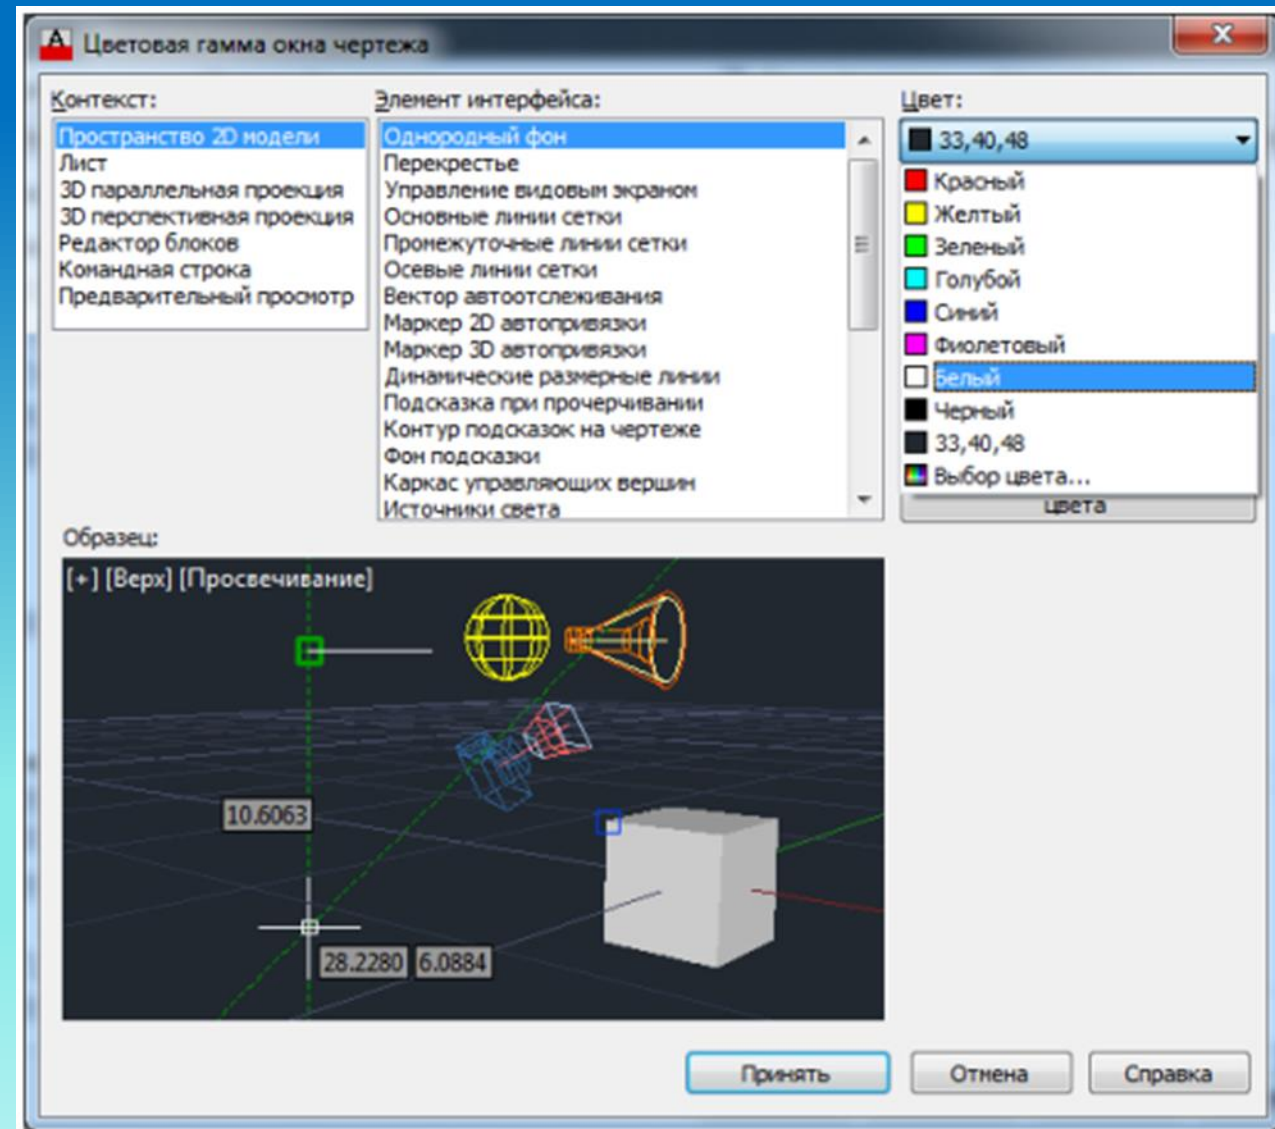 Цветовая гамма окна чертежа
Контекст:
Пространство 2D модели
Лист
3D параллельная проекция
3D перспективная проекция
Редактор блоков
Командная строка
Предварительный просмотр
Элемент интерфейса:
Однородный фон
Перекрестье
Управление видовым экраном
Основные линии сетки
Промежуточные линии сетки
Осевые линии сетки
Вектор автоотслеживания
Маркер 2D автопривязки
Маркер 3D автопривязки
Динамические размерные линии
Подсказка при прочерчивании
Контур подсказок на чертеже
Фон подсказки
Каркас управляющих вершин
Источники света
Цвет:
33,40,48
Красный
Желтый
Зеленый
Голубой
Синий
Фиолетовый
Белый
Черный
33,40,48
Выбор цвета...
цвета
Образец:
[+] [Верх] [Просвечивание]
10.6063
28.2280 6.0884
Принять
Отмена
Справка